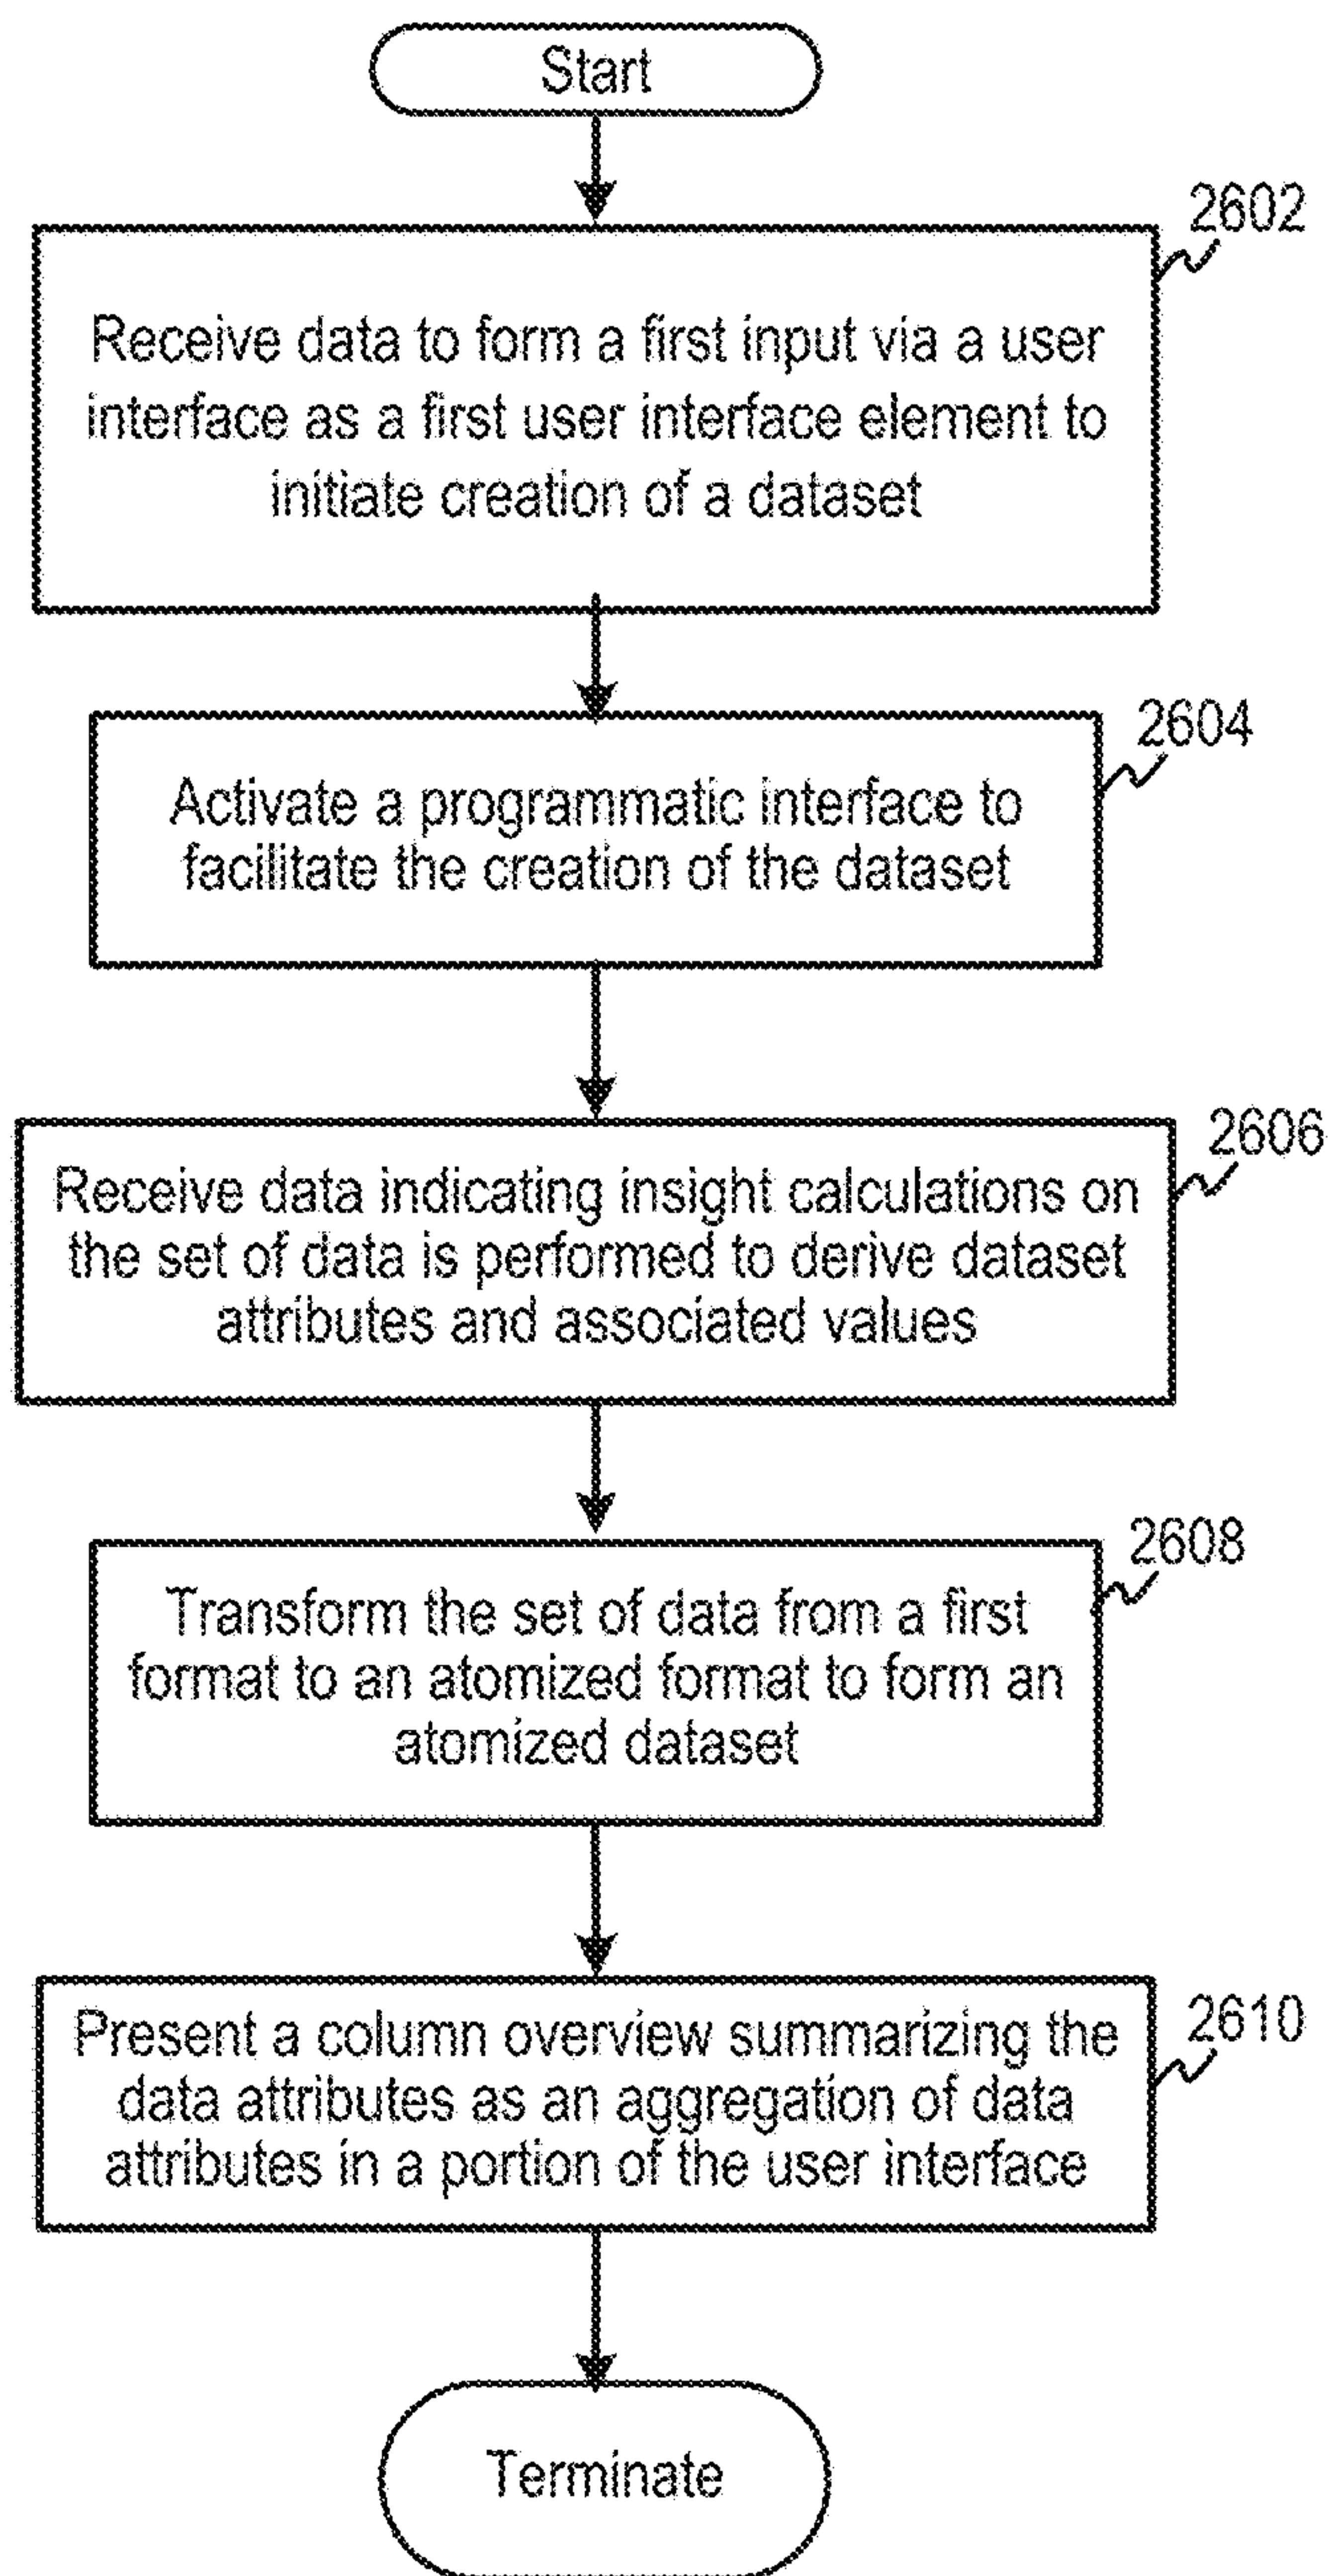 Start
2602
Receive data to form a first input via a user
interface as a first user interface element to
initiate creation of a dataset
2604
Activate a programmatic interface to
facilitate the creation of the dataset
2606
Receive data indicating insight calculations on
the set of data is performed to derive dataset
attributes and associated values
2608
Transform the set of data from a first
format to an atomized format to form an
atomized dataset
2610
Present a column overview summarizing the
data attributes as an aggregation of data
attributes in a portion of the user interface
Terminate